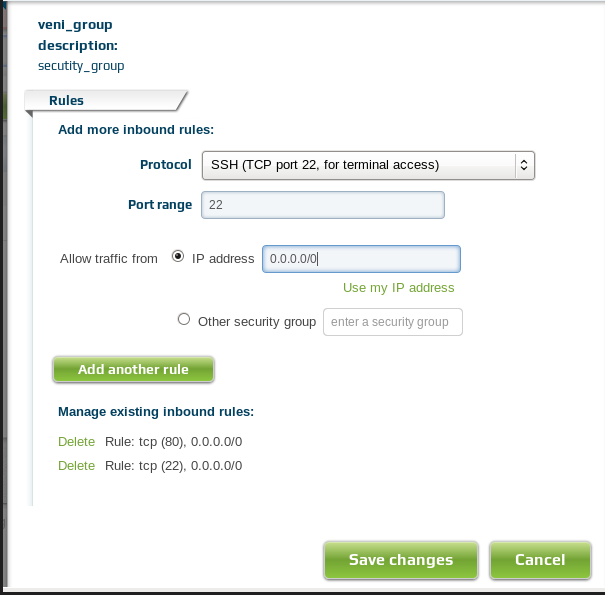 veni_group
description:
secutity_group
Rules
Add more inbound rules:
Protocol SSH (TCP port 22, for terminal access)
Port range 22
Allow traffic from IP address 0.0.0.0/0
Use my IP address
Other security group enter a security group
Add another rule
Manage existing inbound rules:
Delete Rule: tcp (80), 0.0.0.0/0
Delete Rule: tcp (22), 0.0.0.0/0
Save changes Cancel